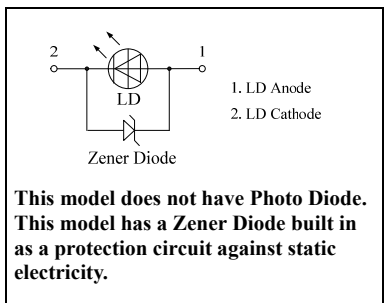 2
1
LD
1. LD Anode
2. LD Cathode
Zener Diode
This model does not have Photo Diode.
This model has a Zener Diode built in
as a protection circuit against static
electricity.